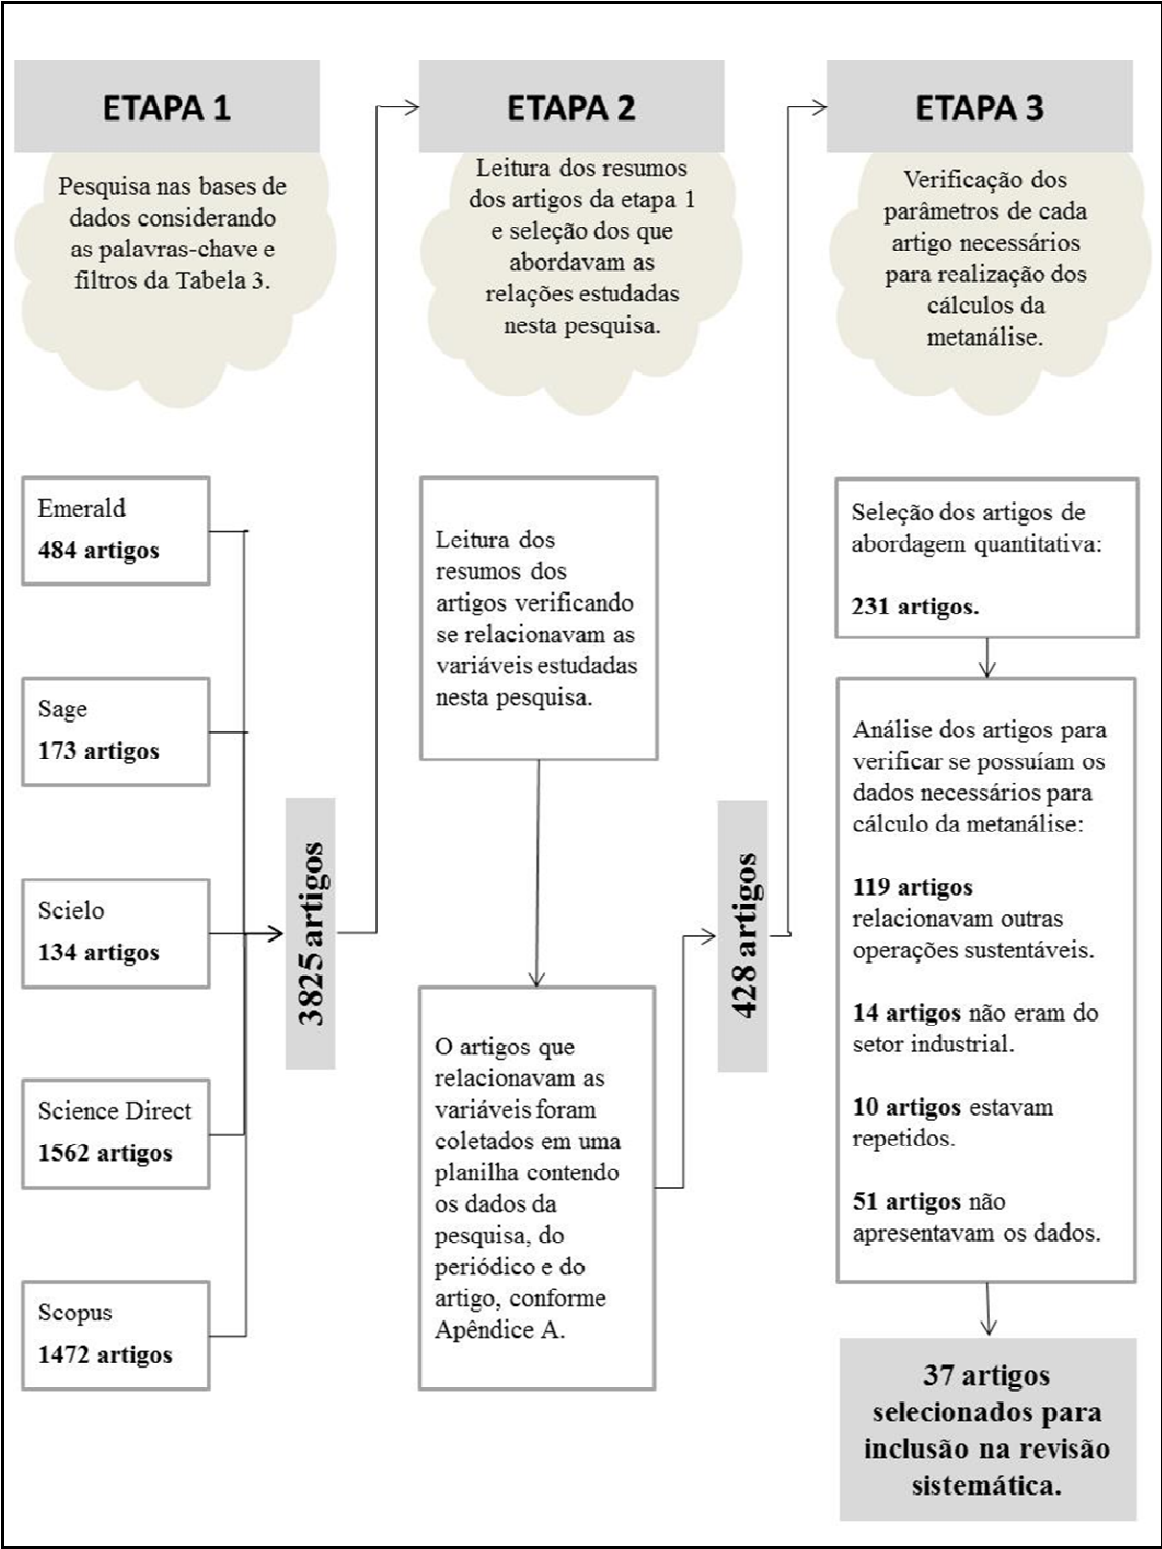 ETAPA 1
Pesquisa nas bases de
dados considerando
as palavras-chave e
filtros da Tabela 3.
Emerald
484 artigos
Sage
173 artigos
Scielo
134 artigos
Science Direct
1562 artigos
Scopus
1472 artigos
3825 artigos
ETAPA 2
Leitura dos resumos
dos artigos da etapa 1
e seleção dos que
abordavam as
relações estudadas
nesta pesquisa.
Leitura dos
resumos dos
artigos verificando
se relacionavam as
variáveis estudadas
nesta pesquisa.
O artigos que
relacionavam as
variáveis foram
coletados em uma
planilha contendo
os dados da
pesquisa, do
periódico e do
artigo, conforme
Apêndice A.
428 artigos
ETAPA 3
Verificação dos
parâmetros de cada
artigo necessários
para realização dos
cálculos da
metanálise.
Seleção dos artigos de
abordagem quantitativa:
231 artigos.
Análise dos artigos para
verificar se possuíam os
dados necessários para
cálculo da metanálise:
119 artigos
relacionavam outras
operações sustentáveis.
14 artigos não eram do
setor industrial.
10 artigos estavam
repetidos.
51 artigos não
apresentavam os dados.
37 artigos
selecionados para
inclusão na revisão
sistemática.